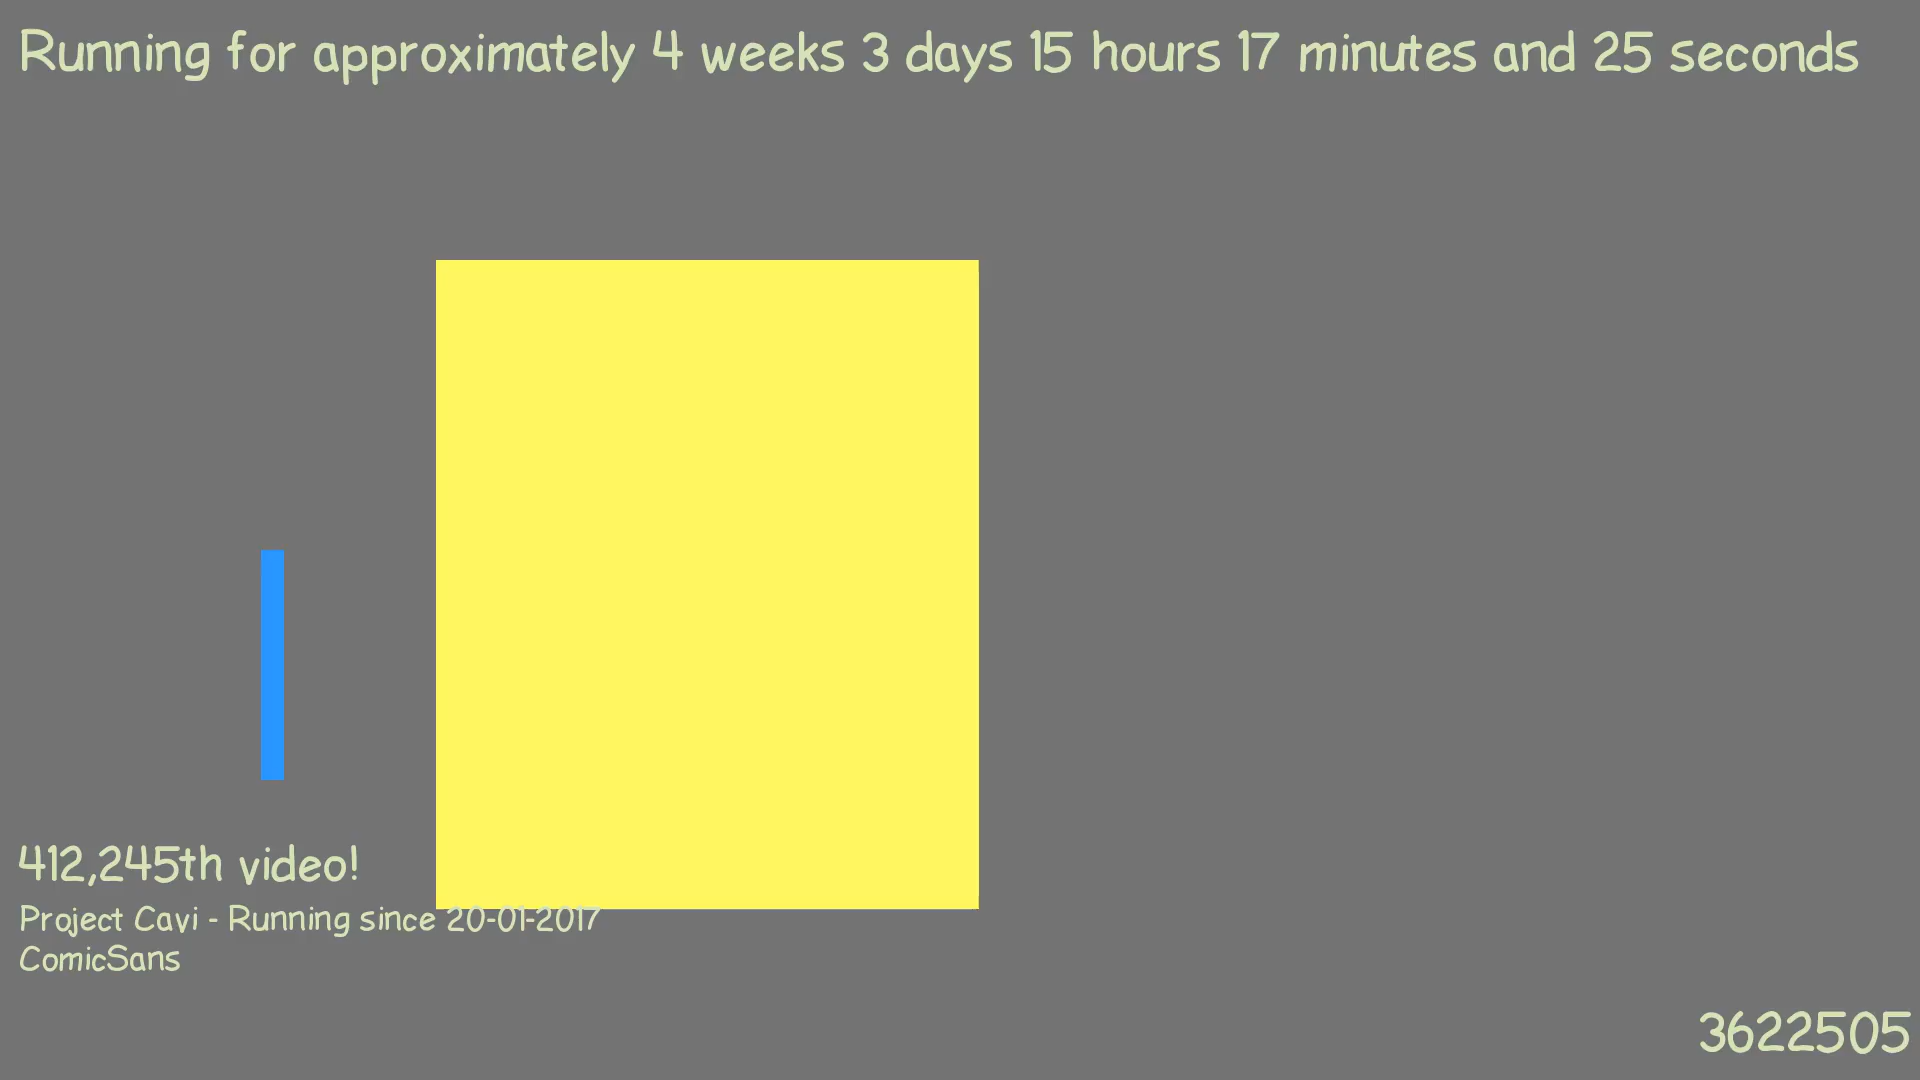 Running for approximately 4 weeks 3 days 15 hours 17 minutes and 25 seconds
412,245th video!
Project Cavi - Running since 20-01-2017
ComicSans
3622505